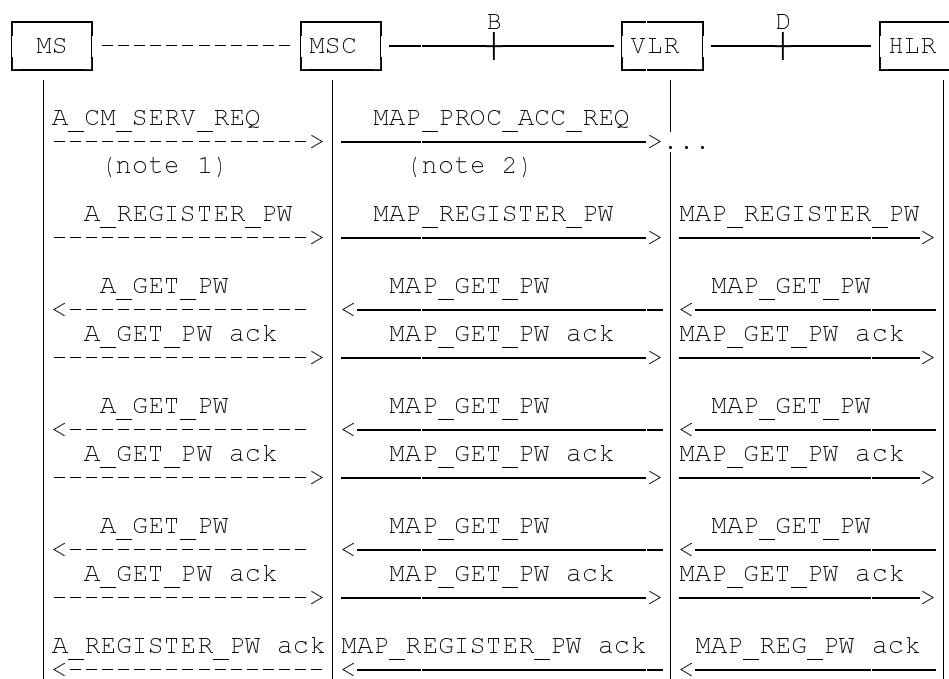 B D
MS MSC VLR HLR
A_CM_SERV_REQ MAP_PROC_ACC_REQ
...
(note 1) (note 2)
A_REGISTER_PW MAP_REGISTER_PW MAP_REGISTER_PW
A_GET_PW MAP_GET_PW MAP_GET_PW
A_GET_PW ack MAP_GET_PW ack MAP_GET_PW ack
A_GET_PW MAP_GET_PW MAP_GET_PW
A_GET_PW ack MAP_GET_PW ack MAP_GET_PW ack
A_GET_PW MAP_GET_PW MAP_GET_PW
A_GET_PW ack MAP_GET_PW ack MAP_GET_PW ack
A_REGISTER_PW ack MAP_REGISTER_PW ack MAP_REG_PW ack